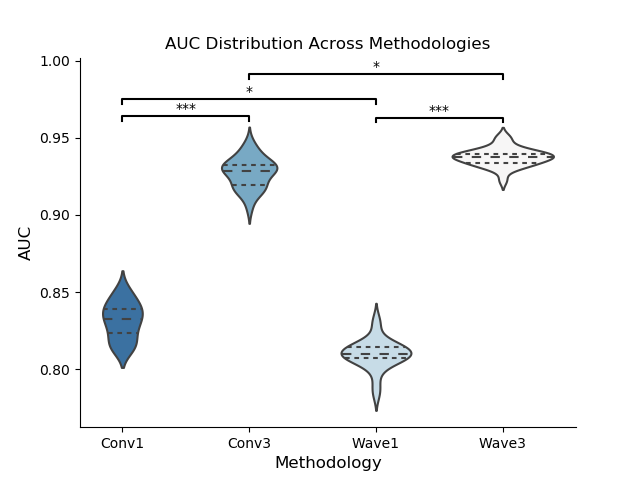 AUC Distribution Across Methodologies
1.00
0.95
0.90
0.85
0.80
AUC
*
*
***
***
Conv1 Conv3 Wave1 Wave3
Methodology